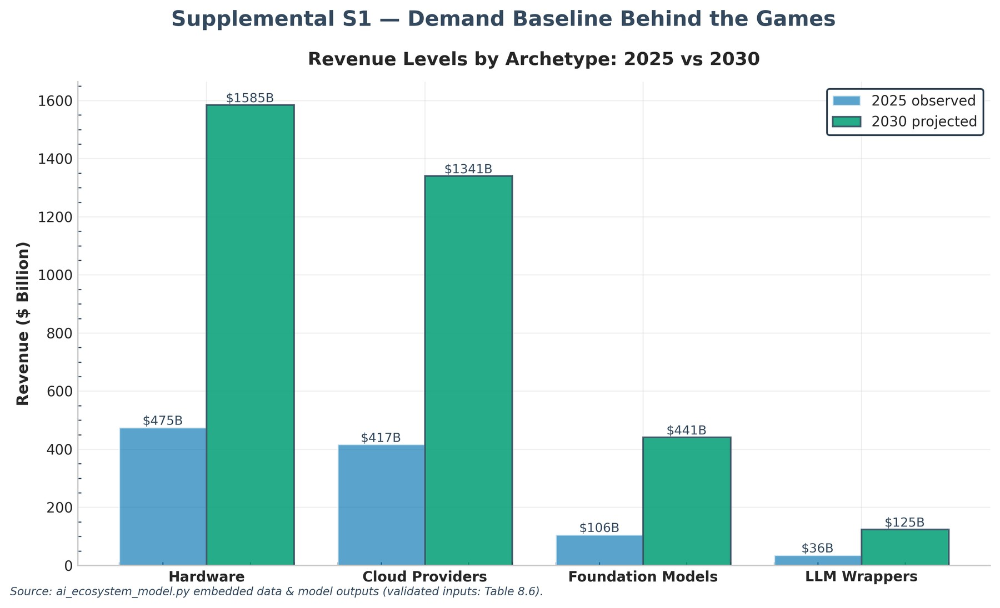 Supplemental S1 — Demand Baseline Behind the Games
Revenue Levels by Archetype: 2025 vs 2030
Revenue ($ Billion)
1600
1400
1200
1000
800
600
400
200
0
2025 observed
2030 projected
$475B
$1585B
$417B
$1341B
$106B
$441B
$36B
$125B
Hardware
Cloud Providers
Foundation Models
LLM Wrappers
Source: ai_ecosystem_model.py embedded data & model outputs (validated inputs: Table 8.6).